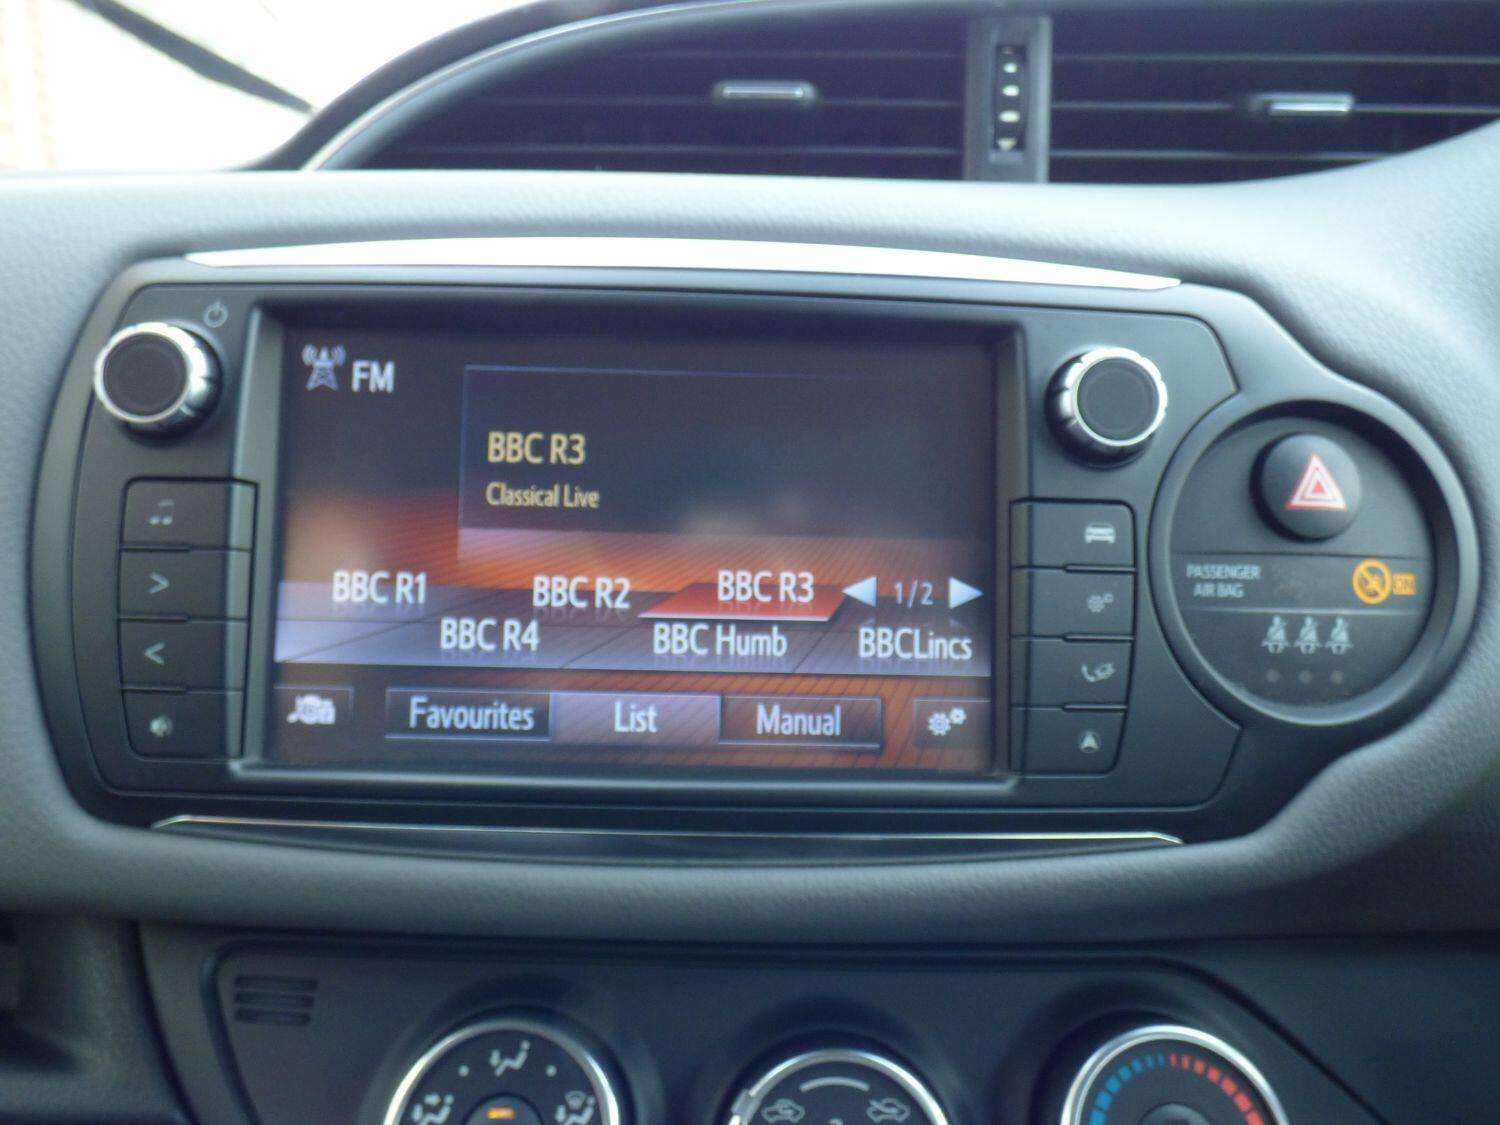 FM
BBC R3
Classical Live
BBC R1 BBC R2 BBC R3 1/2
BBC R4 BBC Humb BBCLincs
Favourites List Manual
PASSENGER
AIR BAG